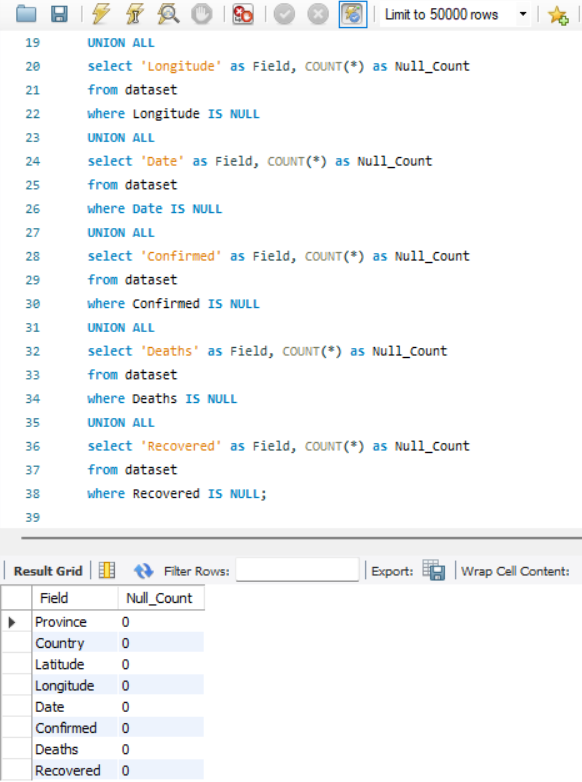 Limit to 50000 rows
19 UNION ALL
20 select 'Longitude' as Field, COUNT(*) as Null_Count
21 from dataset
22 where Longitude IS NULL
23 UNION ALL
24 select 'Date' as Field, COUNT(*) as Null_Count
25 from dataset
26 where Date IS NULL
27 UNION ALL
28 select 'Confirmed' as Field, COUNT(*) as Null_Count
29 from dataset
30 where Confirmed IS NULL
31 UNION ALL
32 select 'Deaths' as Field, COUNT(*) as Null_Count
33 from dataset
34 where Deaths IS NULL
35 UNION ALL
36 select 'Recovered' as Field, COUNT(*) as Null_Count
37 from dataset
38 where Recovered IS NULL;
39
Result Grid Filter Rows: Export: Wrap Cell Content:
Field Null_Count
Province 0
Country 0
Latitude 0
Longitude 0
Date 0
Confirmed 0
Deaths 0
Recovered 0